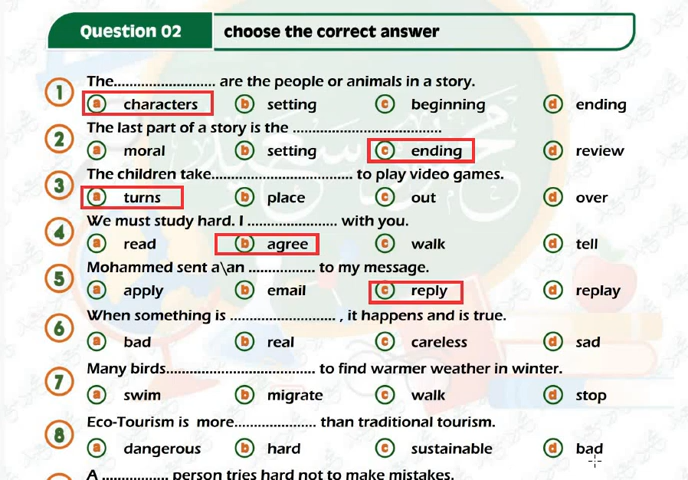 Question 02 choose the correct answer
1 The.......................... are the people or animals in a story.
a characters b setting c beginning d ending
2 The last part of a story is the ......................................
a moral b setting c ending d review
3 The children take.................................... to play video games.
a turns b place c out d over
4 We must study hard. I ....................... with you.
a read b agree c walk d tell
5 Mohammed sent a\an ................. to my message.
a apply b email c reply d replay
6 When something is ........................... , it happens and is true.
a bad b real c careless d sad
7 Many birds...................................... to find warmer weather in winter.
a swim b migrate c walk d stop
8 Eco-Tourism is more..................... than traditional tourism.
a dangerous b hard c sustainable d bad
A ................. person tries hard not to make mistakes.